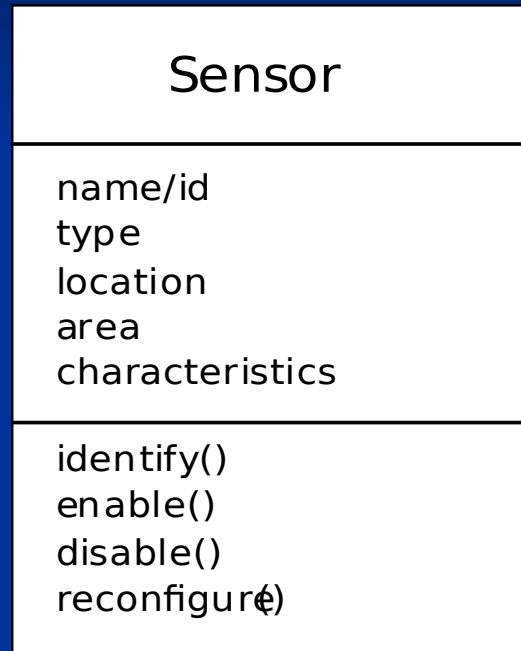 Sensor
name/id
type
location
area
characteristics
identify()
enable()
disable()
reconfigure()